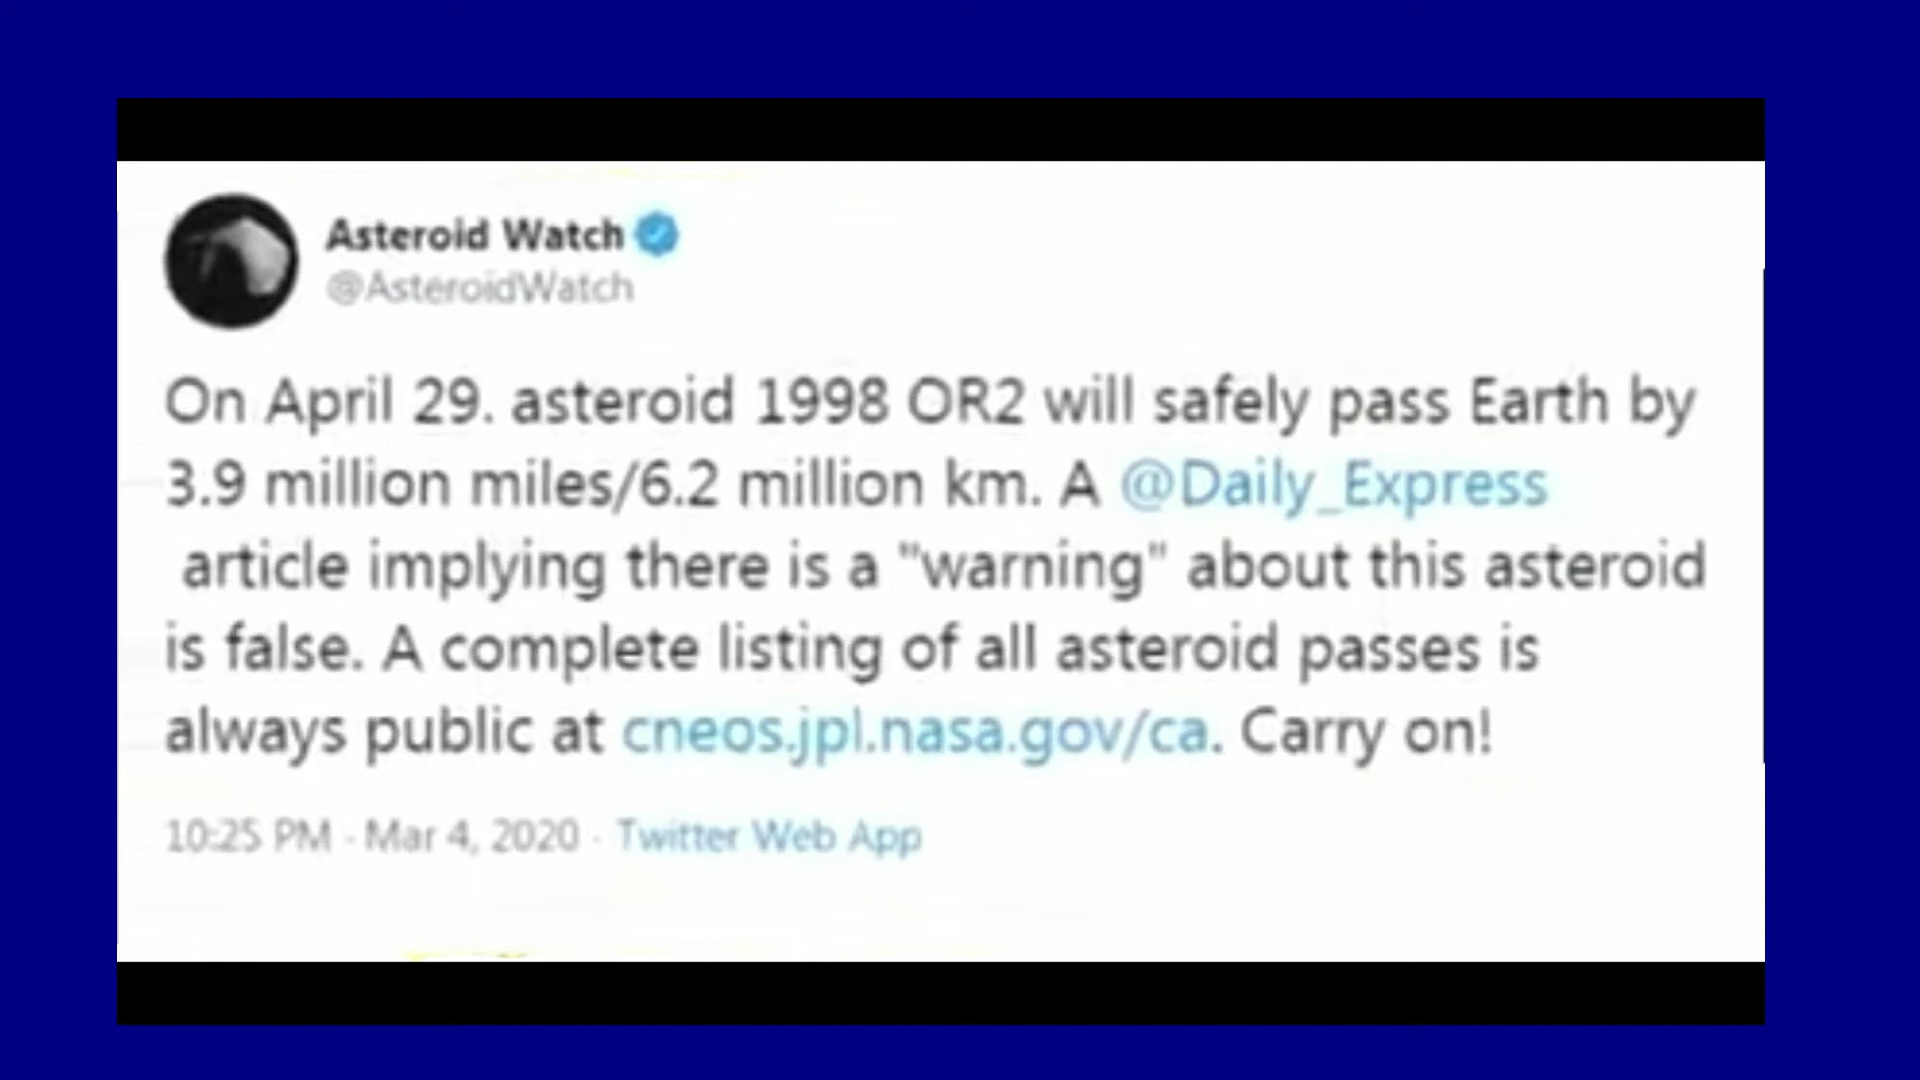 Asteroid Watch
@AsteroidWatch
On April 29. asteroid 1998 OR2 will safely pass Earth by
3.9 million miles/6.2 million km. A @Daily_Express
article implying there is a "warning" about this asteroid
is false. A complete listing of all asteroid passes is
always public at cneos.jpl.nasa.gov/ca. Carry on!
10:25 PM · Mar 4, 2020 · Twitter Web App